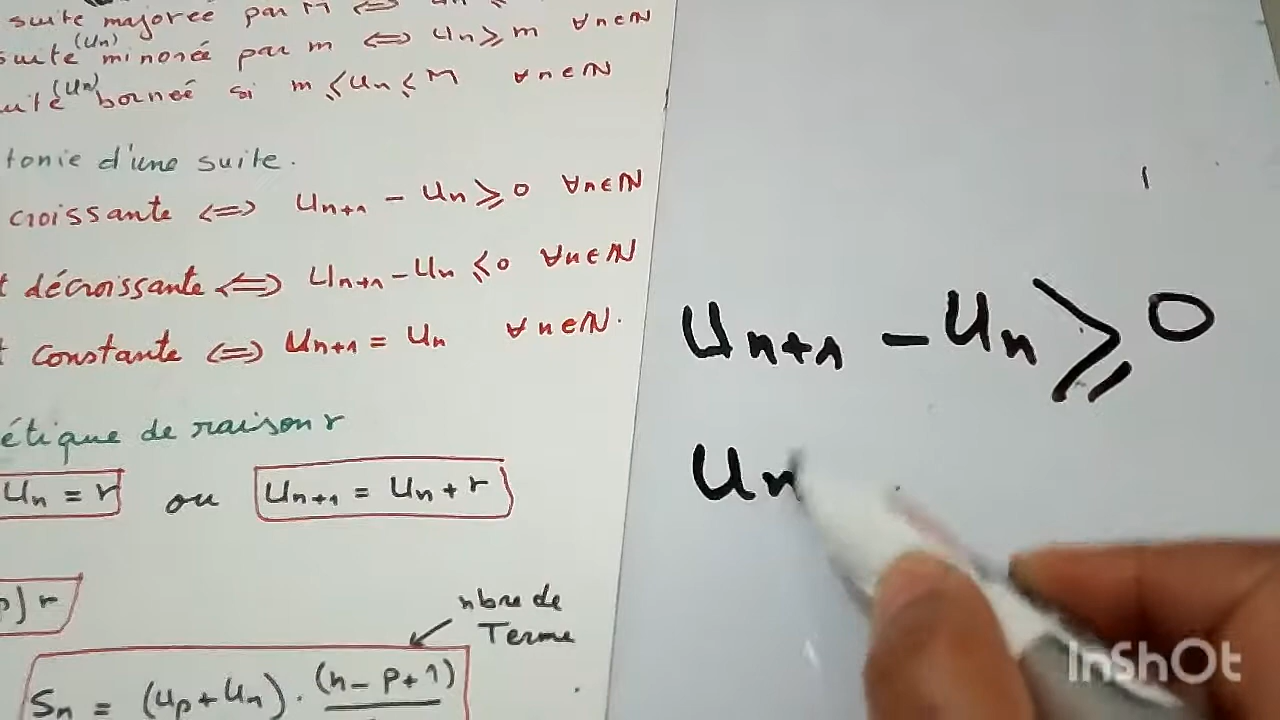 suite majorée par M ⟺
suite (Un) minorée par m ⟺ Un ⩾ m ∀n∈ℕ
(Un) bornée si m ⩽ Un ⩽ M ∀n∈ℕ
tonie d'une suite.
croissante ⟺ Un+1 - Un ⩾ 0 ∀n∈ℕ
t décroissante ⟺ Un+1 - Un ⩽ 0 ∀n∈ℕ
t constante ⟺ Un+1 = Un ∀n∈ℕ.
étique de raison r
Un = r ou Un+1 = Un + r
p) r
nbre de
Terme
Sn = (Up + Un) . (n - p + 1)
Un+1 - Un ⩾ 0
Un
InShOt